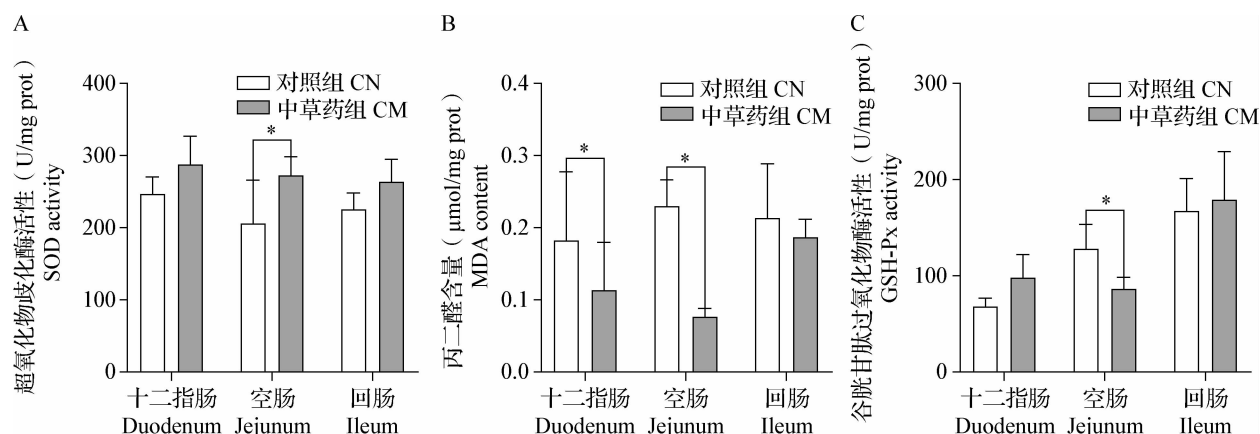 A
超氧化物歧化酶活性（U/mg prot）
SOD activity
400
300
200
100
0
对照组 CN
中草药组 CM
*
十二指肠 空肠 回肠
Duodenum Jejunum Ileum
B
丙二醛含量（μmol/mg prot）
MDA content
0.4
0.3
0.2
0.1
0.0
对照组 CN
中草药组 CM
*
*
十二指肠 空肠 回肠
Duodenum Jejunum Ileum
C
谷胱甘肽过氧化物酶活性（U/mg prot）
GSH-Px activity
300
200
100
0
对照组 CN
中草药组 CM
*
十二指肠 空肠 回肠
Duodenum Jejunum Ileum